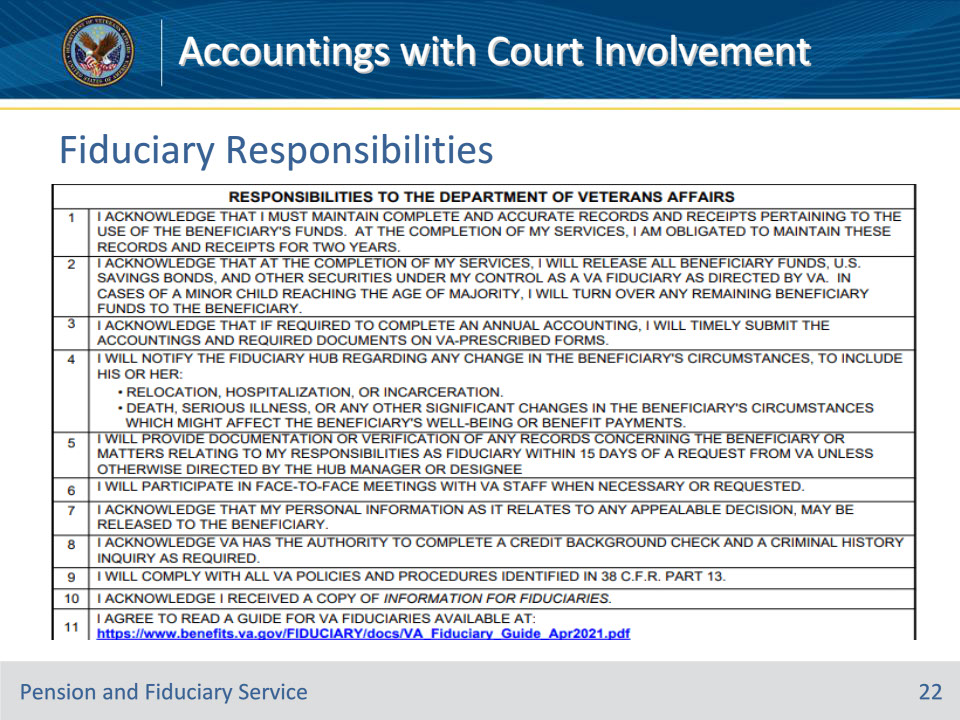 Accountings with Court Involvement
Fiduciary Responsibilities
RESPONSIBILITIES TO THE DEPARTMENT OF VETERANS AFFAIRS
1 I ACKNOWLEDGE THAT I MUST MAINTAIN COMPLETE AND ACCURATE RECORDS AND RECEIPTS PERTAINING TO THE
USE OF THE BENEFICIARY'S FUNDS. AT THE COMPLETION OF MY SERVICES, I AM OBLIGATED TO MAINTAIN THESE
RECORDS AND RECEIPTS FOR TWO YEARS.
2 I ACKNOWLEDGE THAT AT THE COMPLETION OF MY SERVICES, I WILL RELEASE ALL BENEFICIARY FUNDS, U.S.
SAVINGS BONDS, AND OTHER SECURITIES UNDER MY CONTROL AS A VA FIDUCIARY AS DIRECTED BY VA. IN
CASES OF A MINOR CHILD REACHING THE AGE OF MAJORITY, I WILL TURN OVER ANY REMAINING BENEFICIARY
FUNDS TO THE BENEFICIARY.
3 I ACKNOWLEDGE THAT IF REQUIRED TO COMPLETE AN ANNUAL ACCOUNTING, I WILL TIMELY SUBMIT THE
ACCOUNTINGS AND REQUIRED DOCUMENTS ON VA-PRESCRIBED FORMS.
4 I WILL NOTIFY THE FIDUCIARY HUB REGARDING ANY CHANGE IN THE BENEFICIARY'S CIRCUMSTANCES, TO INCLUDE
HIS OR HER:
• RELOCATION, HOSPITALIZATION, OR INCARCERATION.
• DEATH, SERIOUS ILLNESS, OR ANY OTHER SIGNIFICANT CHANGES IN THE BENEFICIARY'S CIRCUMSTANCES
WHICH MIGHT AFFECT THE BENEFICIARY'S WELL-BEING OR BENEFIT PAYMENTS.
5 I WILL PROVIDE DOCUMENTATION OR VERIFICATION OF ANY RECORDS CONCERNING THE BENEFICIARY OR
MATTERS RELATING TO MY RESPONSIBILITIES AS FIDUCIARY WITHIN 15 DAYS OF A REQUEST FROM VA UNLESS
OTHERWISE DIRECTED BY THE HUB MANAGER OR DESIGNEE
6 I WILL PARTICIPATE IN FACE-TO-FACE MEETINGS WITH VA STAFF WHEN NECESSARY OR REQUESTED.
7 I ACKNOWLEDGE THAT MY PERSONAL INFORMATION AS IT RELATES TO ANY APPEALABLE DECISION, MAY BE
RELEASED TO THE BENEFICIARY.
8 I ACKNOWLEDGE VA HAS THE AUTHORITY TO COMPLETE A CREDIT BACKGROUND CHECK AND A CRIMINAL HISTORY
INQUIRY AS REQUIRED.
9 I WILL COMPLY WITH ALL VA POLICIES AND PROCEDURES IDENTIFIED IN 38 C.F.R. PART 13.
10 I ACKNOWLEDGE I RECEIVED A COPY OF INFORMATION FOR FIDUCIARIES.
11 I AGREE TO READ A GUIDE FOR VA FIDUCIARIES AVAILABLE AT:
https://www.benefits.va.gov/FIDUCIARY/docs/VA_Fiduciary_Guide_Apr2021.pdf
Pension and Fiduciary Service
22